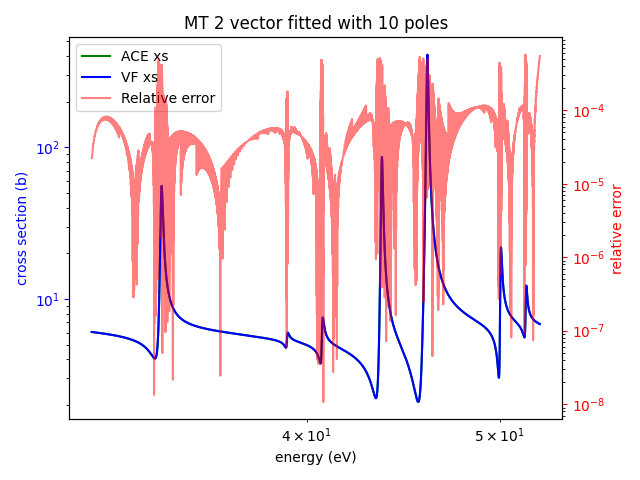 MT 2 vector fitted with 10 poles
ACE xs
VF xs
Relative error
cross section (b)
10²
10¹
10⁻⁴
10⁻⁵
10⁻⁶
10⁻⁷
10⁻⁸
relative error
4 × 10¹
5 × 10¹
energy (eV)